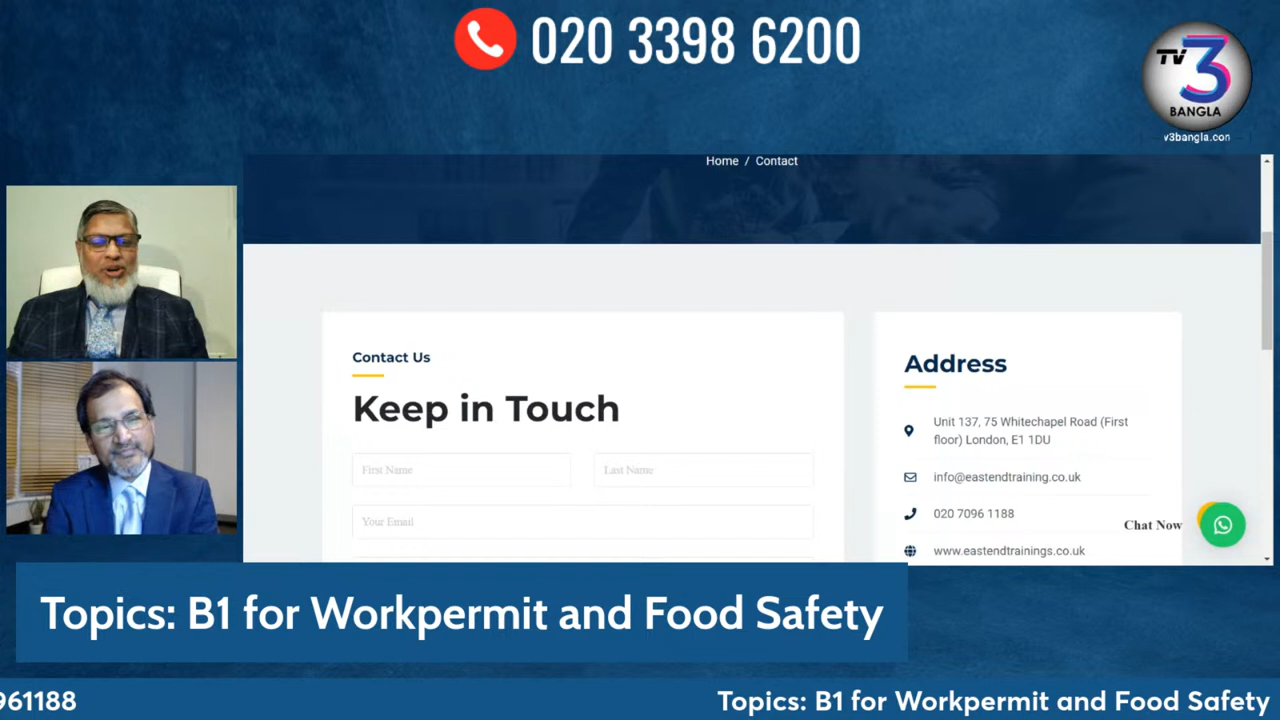 020 3398 6200
TV 3
BANGLA
v3bangla.con
Home / Contact
Contact Us
Keep in Touch
First Name
Last Name
Your Email
Address
Unit 137, 75 Whitechapel Road (First
floor) London, E1 1DU
info@eastendtraining.co.uk
020 7096 1188
Chat Now
www.eastendtrainings.co.uk
Topics: B1 for Workpermit and Food Safety
961188
Topics: B1 for Workpermit and Food Safety